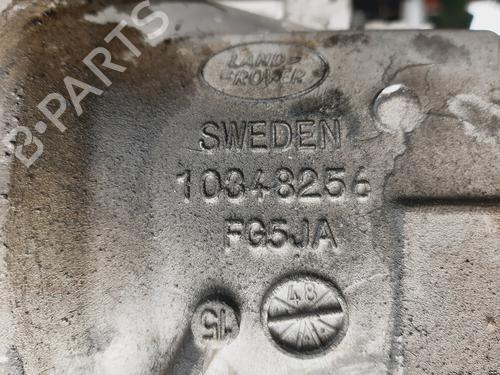 B-PARTS
LAND-
ROVER
SWEDEN
10348256
FG5JA
48
15